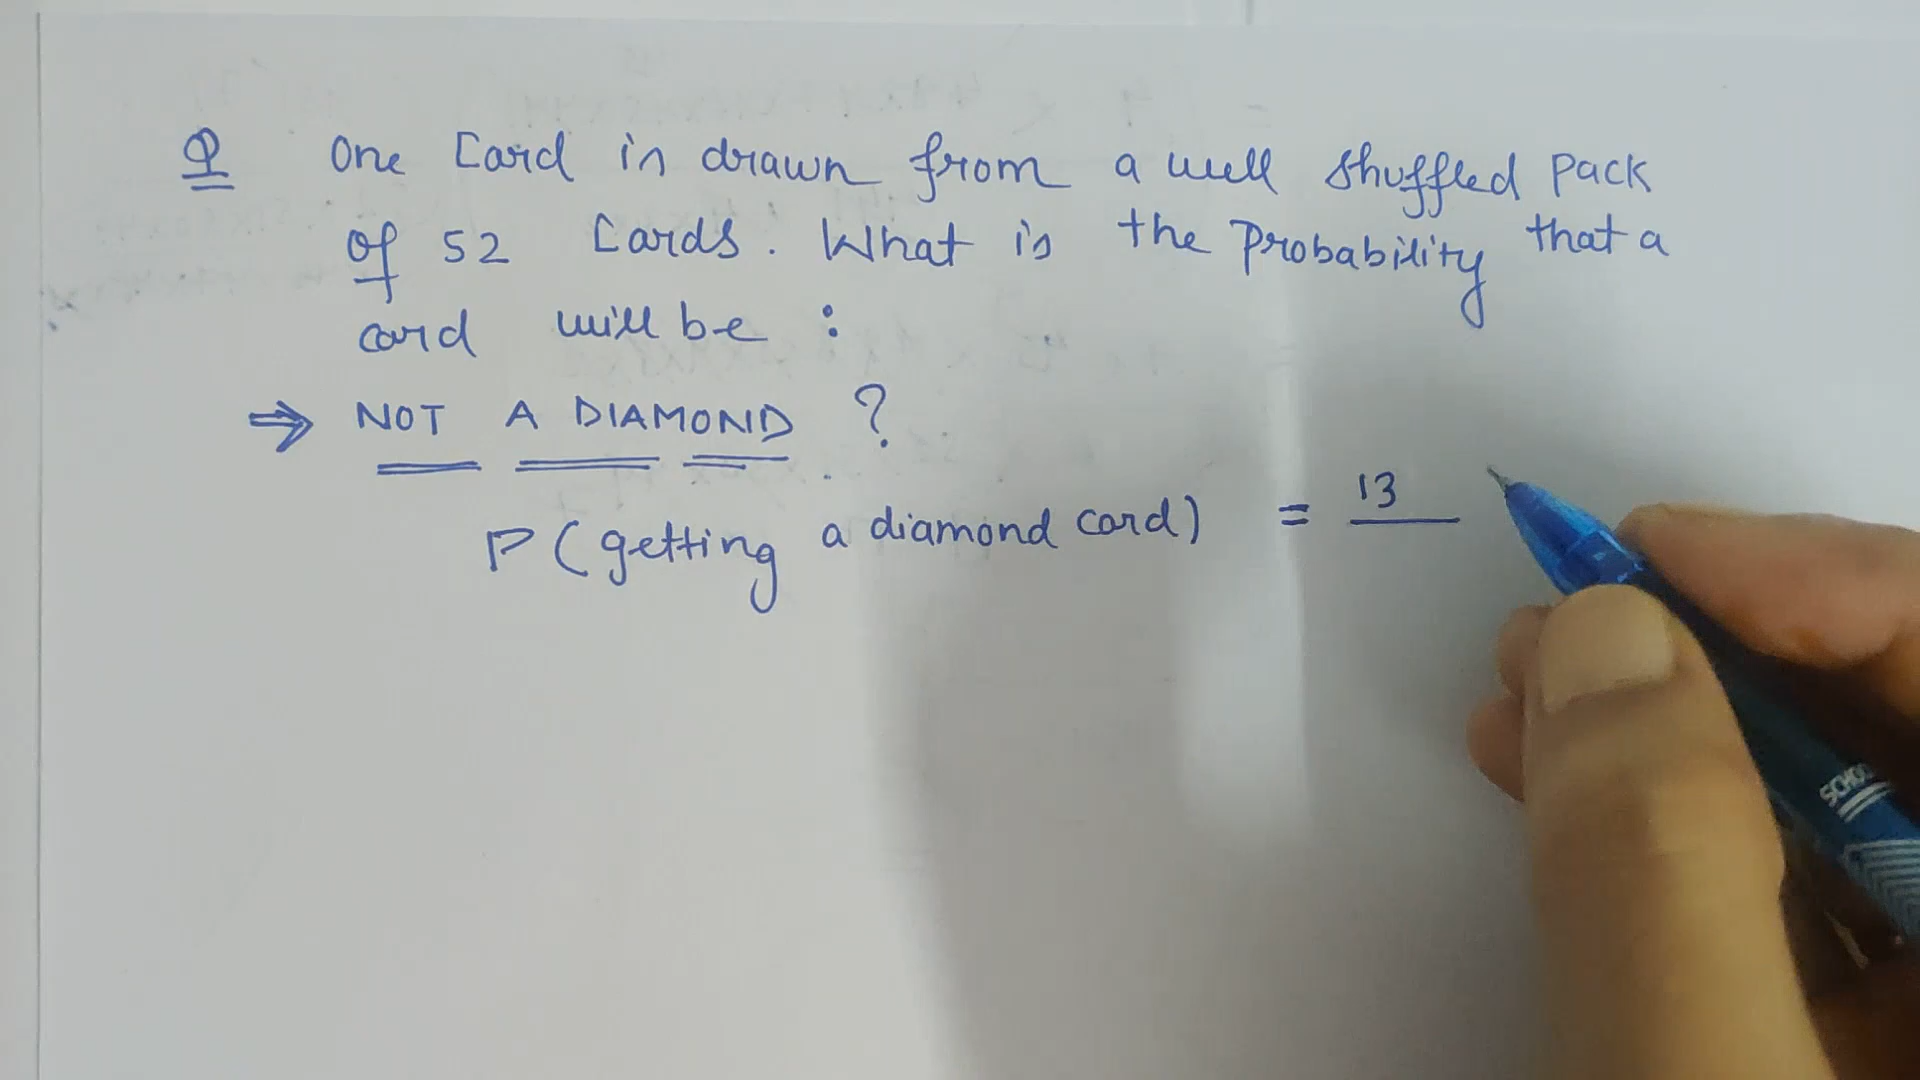 Q One Card is drawn from a well shuffled pack
of 52 Cards. What is the Probability that a
card will be :
⇒ NOT A DIAMOND ?
P (getting a diamond card) = 13
SCHOO